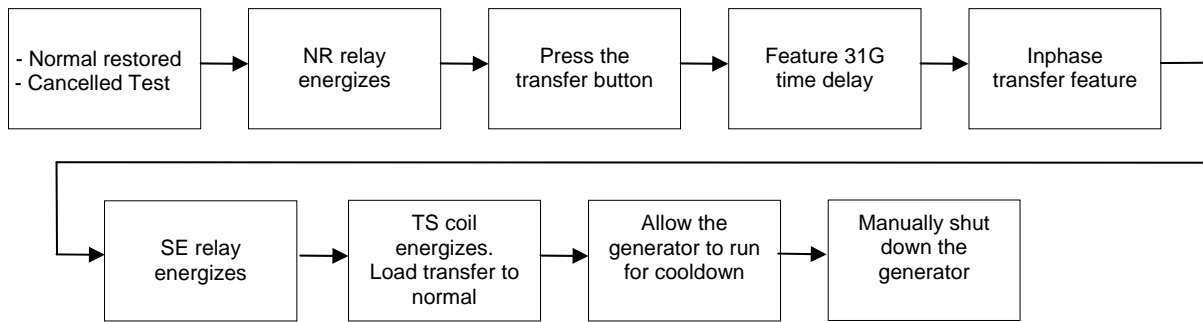 - Normal restored
- Cancelled Test
NR relay
energizes
Press the
transfer button
Feature 31G
time delay
Inphase
transfer feature
SE relay
energizes
TS coil
energizes.
Load transfer to
normal
Allow the
generator to run
for cooldown
Manually shut
down the
generator